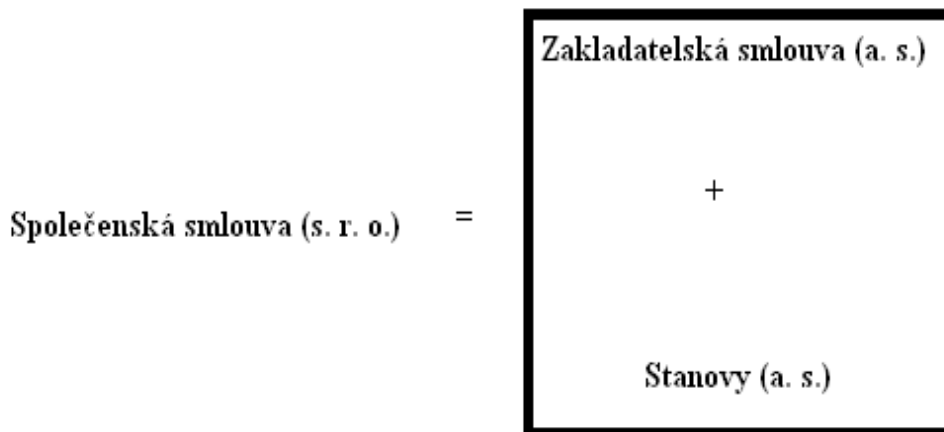 Zakladatelská smlouva (a. s.)
+
Společenská smlouva (s. r. o.) =
Stanovy (a. s.)